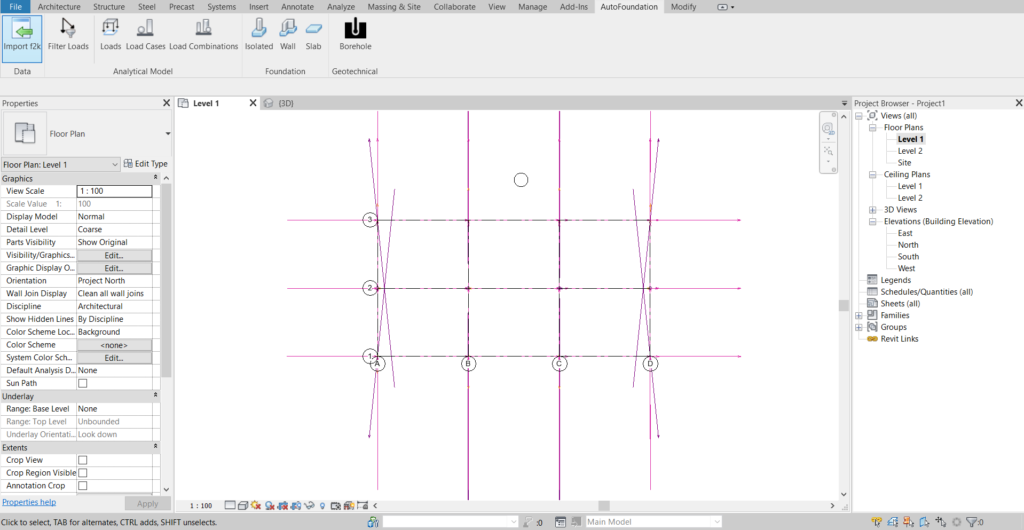 File Architecture Structure Steel Precast Systems Insert Annotate Analyze Massing & Site Collaborate View Manage Add-Ins AutoFoundation Modify
Import f2k Filter Loads Loads Load Cases Load Combinations Isolated Wall Slab Borehole
Data Analytical Model Foundation Geotechnical
Properties
Level 1
(3D)
Project Browser - Project1
Floor Plan
Floor Plan: Level 1
Edit Type
Graphics
View Scale 1 : 100
Scale Value 1: 100
Display Model Normal
Detail Level Coarse
Parts Visibility Show Original
Visibility/Graphics... Edit...
Graphic Display O... Edit...
Orientation Project North
Wall Join Display Clean all wall joins
Discipline Architectural
Show Hidden Lines By Discipline
Color Scheme Loc... Background
Color Scheme <none>
System Color Sch... Edit...
Default Analysis D... None
Sun Path
Underlay
Range: Base Level None
Range: Top Level Unbounded
Underlay Orientati... Look down
Extents
Crop View
Crop Region Visible
Annotation Crop
Properties help
Apply
3
2
1
A B C D
Views (all)
Floor Plans
Level 1
Level 2
Site
Ceiling Plans
Level 1
Level 2
3D Views
Elevations (Building Elevation)
East
North
South
West
Legends
Schedules/Quantities (all)
Sheets (all)
Families
Groups
Revit Links
1 : 100
Click to select, TAB for alternates, CTRL adds, SHIFT unselects.
:0
Main Model
:0